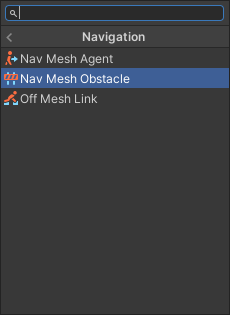 Navigation
Nav Mesh Agent
Nav Mesh Obstacle
Off Mesh Link